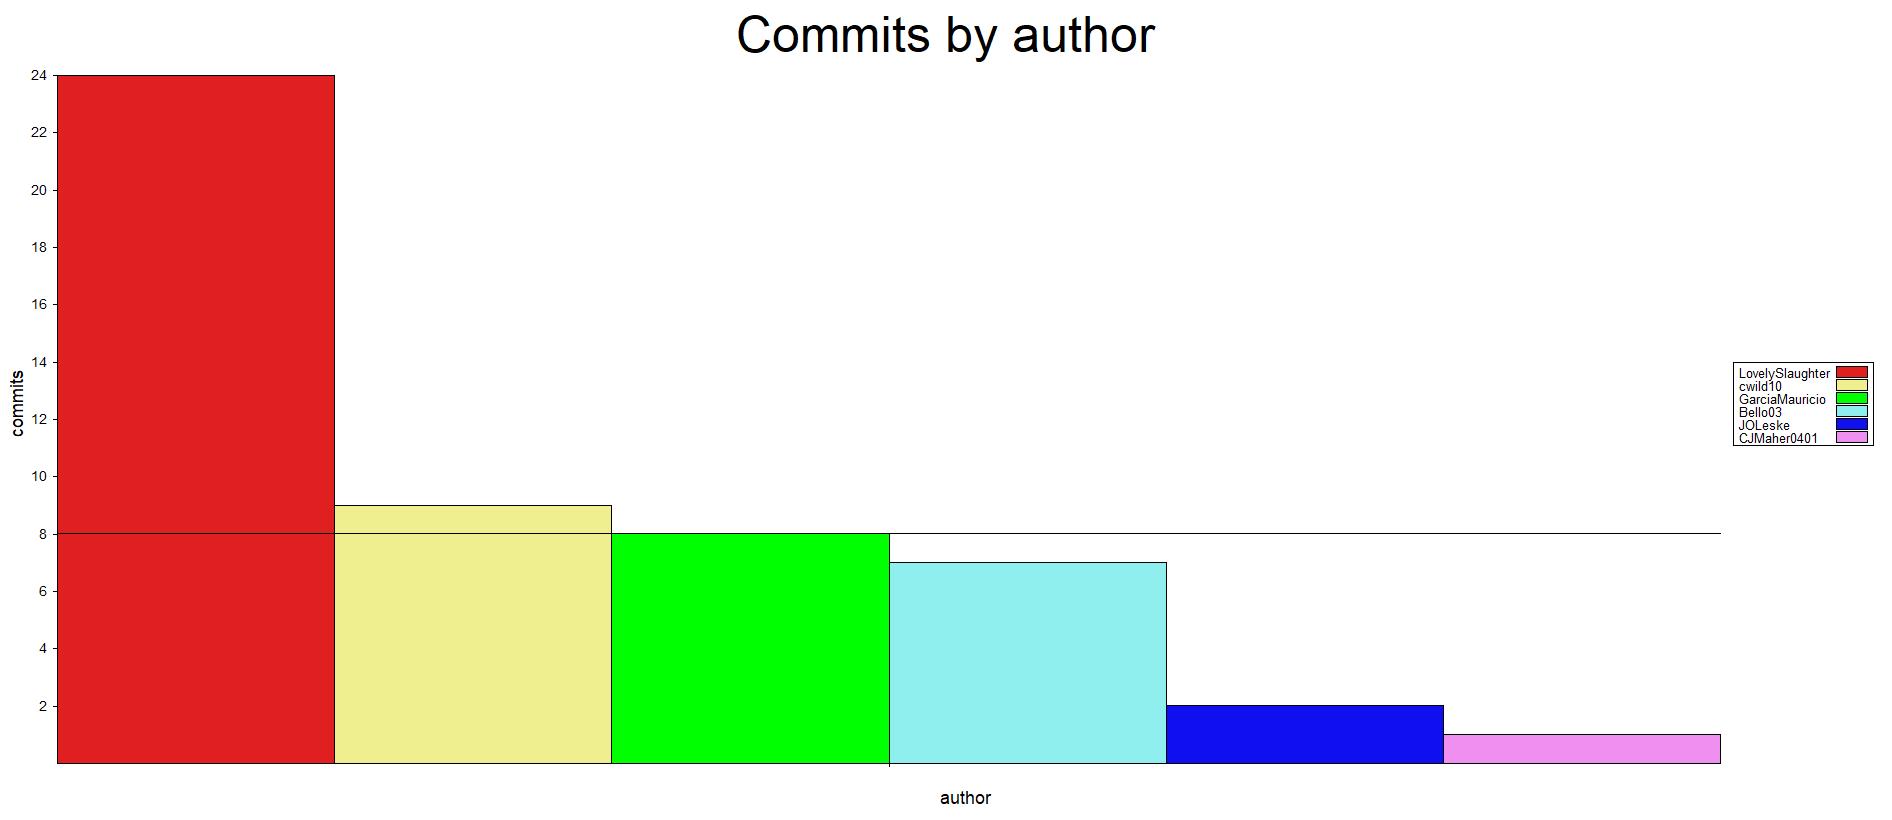 Commits by author
24
22
20
18
16
14
12
10
8
6
4
2
commits
author
LovelySlaughter
cwild10
GarciaMauricio
Bello03
JOLeske
CJMaher0401